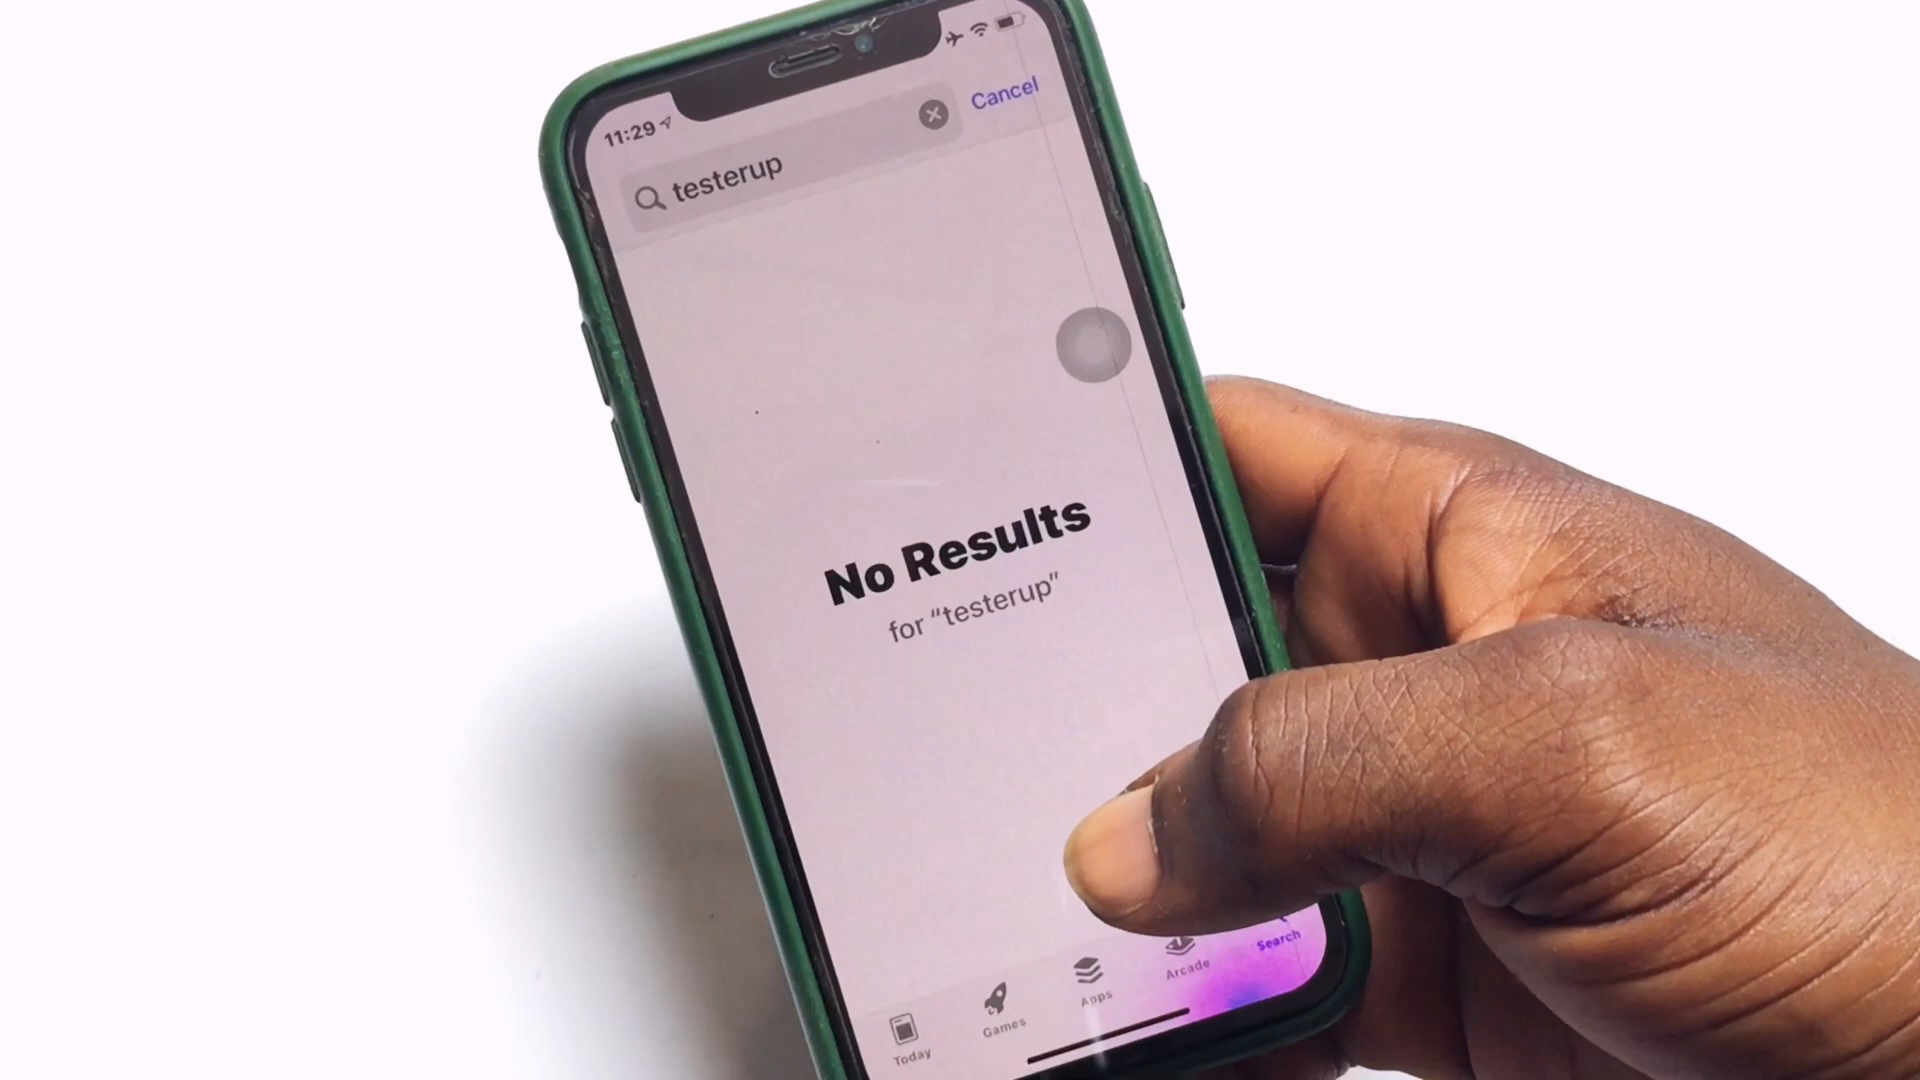 11:29
testerup
Cancel
No Results
for “testerup”
Today
Games
Apps
Arcade
Search